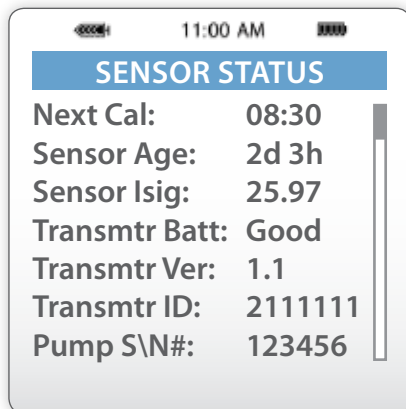 11:00 AM
SENSOR STATUS
Next Cal: 08:30
Sensor Age: 2d 3h
Sensor Isig: 25.97
Transmtr Batt: Good
Transmtr Ver: 1.1
Transmtr ID: 2111111
Pump S\N#: 123456